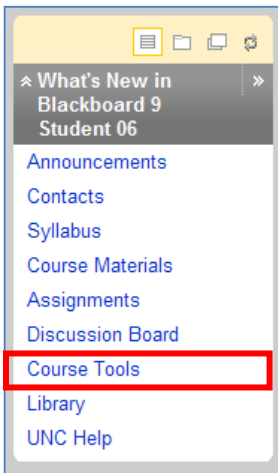 What's New in
Blackboard 9
Student 06
Announcements
Contacts
Syllabus
Course Materials
Assignments
Discussion Board
Course Tools
Library
UNC Help